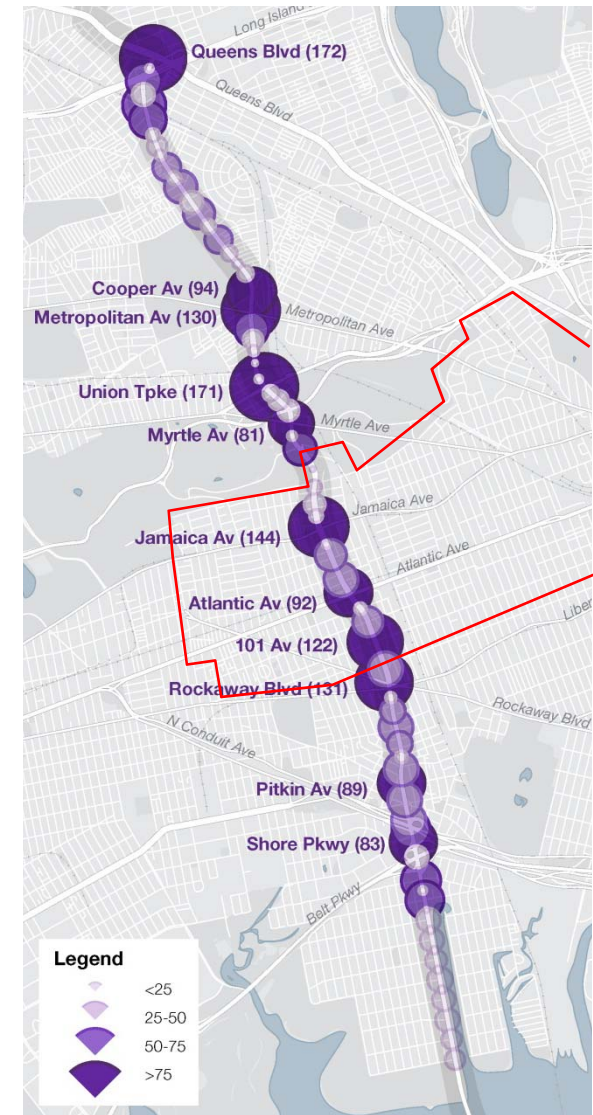 Long Island
Queens Blvd (172)
Queens Blvd
Cooper Av (94)
Metropolitan Av (130)
Metropolitan Ave
Union Tpke (171)
Myrtle Ave
Myrtle Av (81)
Jamaica Ave
Jamaica Av (144)
Atlantic Ave
Atlantic Av (92)
Liber
101 Av (122)
Rockaway Blvd (131)
Rockaway Blvd
N Conduit Ave
Pitkin Av (89)
Shore Pkwy (83)
Belt Pkwy
Legend
<25
25-50
50-75
>75